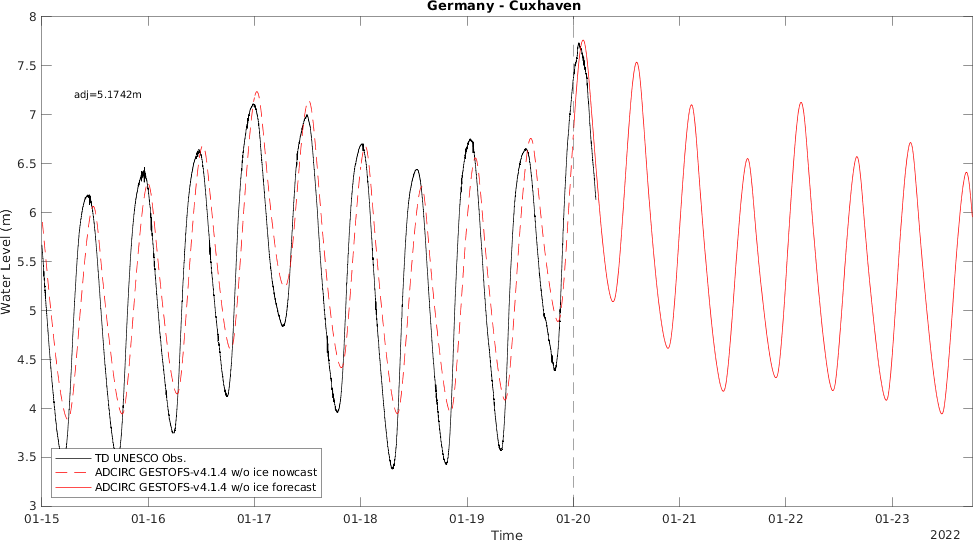 Germany - Cuxhaven
8
7.5
7
6.5
6
5.5
5
4.5
4
3.5
3
Water Level (m)
adj=5.1742m
TD UNESCO Obs.
ADCIRC GESTOFS-v4.1.4 w/o ice nowcast
ADCIRC GESTOFS-v4.1.4 w/o ice forecast
01-15 01-16 01-17 01-18 01-19 01-20 01-21 01-22 01-23
Time
2022